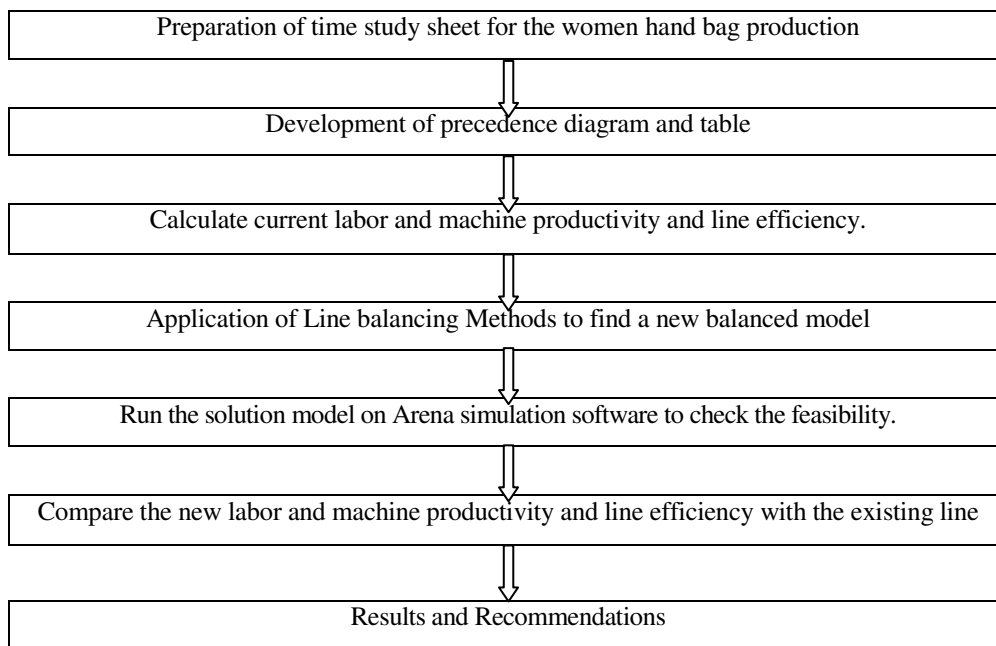 Preparation of time study sheet for the women hand bag production
Development of precedence diagram and table
Calculate current labor and machine productivity and line efficiency.
Application of Line balancing Methods to find a new balanced model
Run the solution model on Arena simulation software to check the feasibility.
Compare the new labor and machine productivity and line efficiency with the existing line
Results and Recommendations